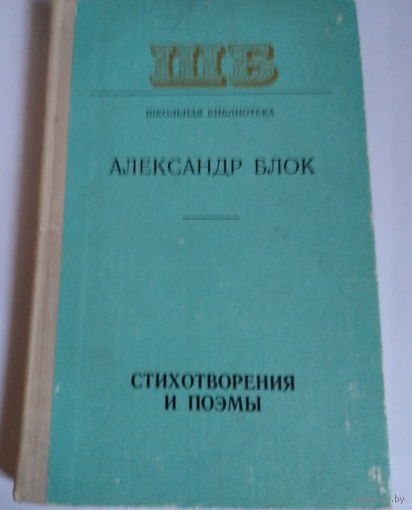 ШБ
ШКОЛЬНАЯ БИБЛИОТЕКА
АЛЕКСАНДР БЛОК
СТИХОТВОРЕНИЯ
И ПОЭМЫ